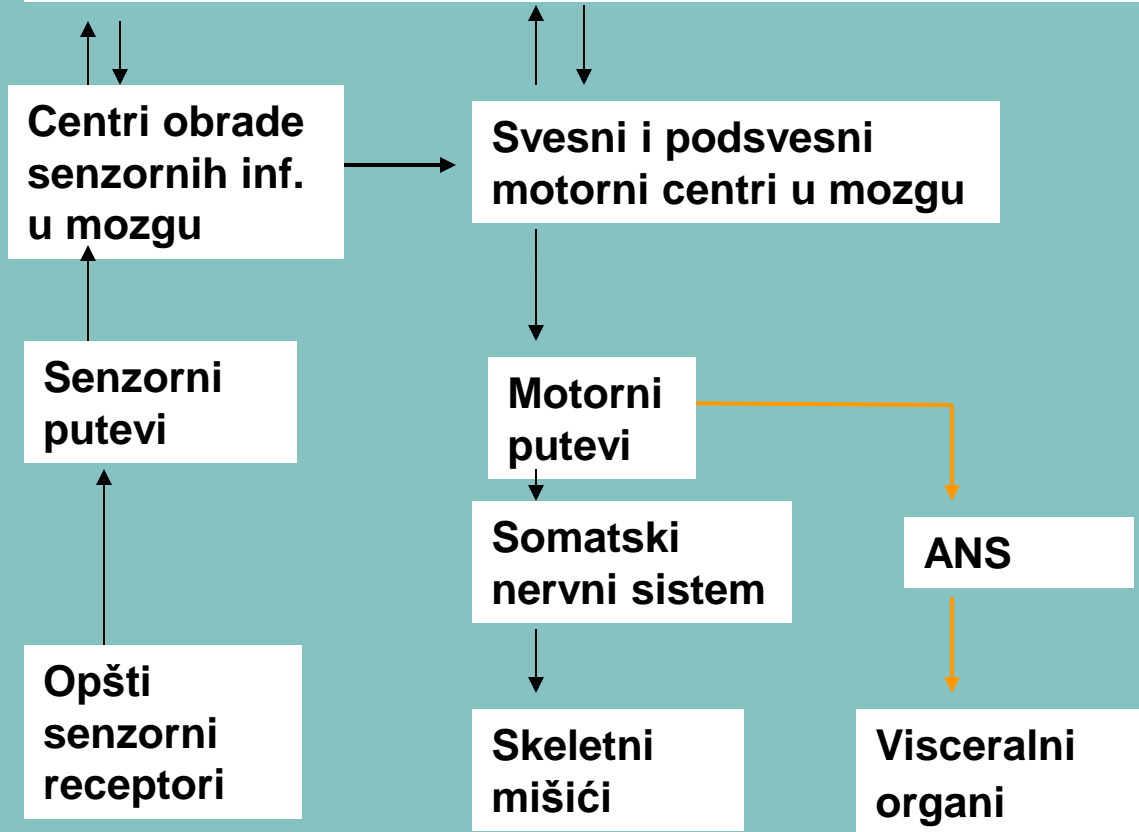 Centri obrade
senzornih inf.
u mozgu
Svesni i podsvesni
motorni centri u mozgu
Senzorni
putevi
Motorni
putevi
Somatski
nervni sistem
ANS
Opšti
senzorni
receptori
Skeletni
mišići
Visceralni
organi